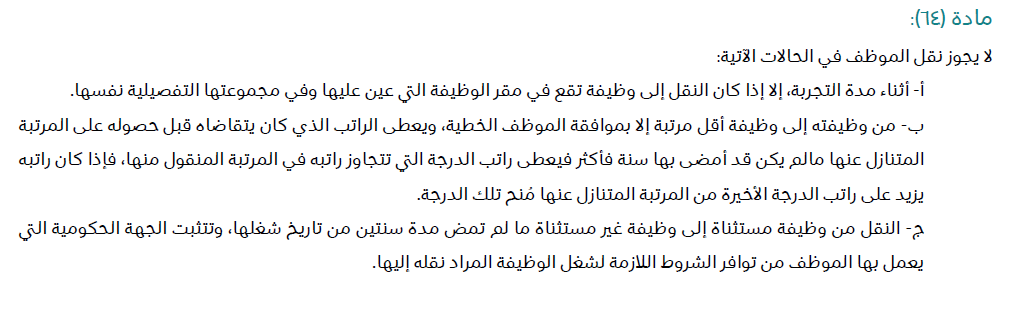 مادة (٦٤):
لا يجوز نقل الموظف في الحالات الآتية:
أ- أثناء مدة التجربة، إلا إذا كان النقل إلى وظيفة تقع في مقر الوظيفة التي عين عليها وفي مجموعتها التفصيلية نفسها.
ب- من وظيفته إلى وظيفة أقل مرتبة إلا بموافقة الموظف الخطية، ويعطى الراتب الذي كان يتقاضاه قبل حصوله على المرتبة
المتنازل عنها مالم يكن قد أمضى بها سنة فأكثر فيعطى راتب الدرجة التي تتجاوز راتبه في المرتبة المنقول منها، فإذا كان راتبه
يزيد على راتب الدرجة الأخيرة من المرتبة المتنازل عنها مُنح تلك الدرجة.
ج- النقل من وظيفة مستثناة إلى وظيفة غير مستثناة ما لم تمض مدة سنتين من تاريخ شغلها، وتتثبت الجهة الحكومية التي
يعمل بها الموظف من توافر الشروط اللازمة لشغل الوظيفة المراد نقله إليها.